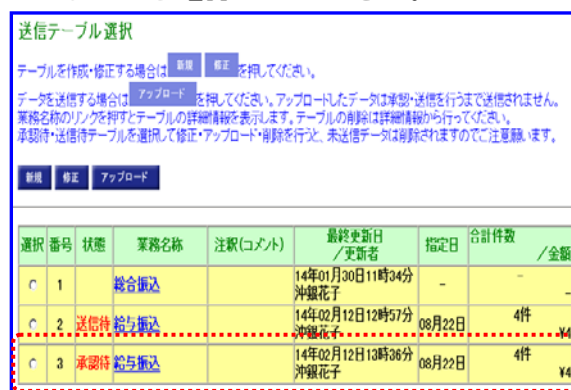 送信テーブル選択
テーブルを作成・修正する場合は 新規 修正 を押してください。
データを送信する場合は アップロード を押してください。アップロードしたデータは承認・送信を行うまで送信されません。
業務名称のリンクを押すとテーブルの詳細情報を表示します。テーブルの削除は詳細情報から行ってください。
承認待・送信待テーブルを選択して修正・アップロード・削除を行うと、未送信データは削除されますのでご注意願います。
新規 修正 アップロード
選択 番号 状態 業務名称 注釈(コメント) 最終更新日／更新者 指定日 合計件数／金額
1 総合振込 14年01月30日11時34分 - -
沖銀花子 -
2 送信待 給与振込 14年02月12日12時57分 08月22日 4件
沖銀花子 ¥4
3 承認待 給与振込 14年02月12日13時36分 08月22日 4件
沖銀花子 ¥4